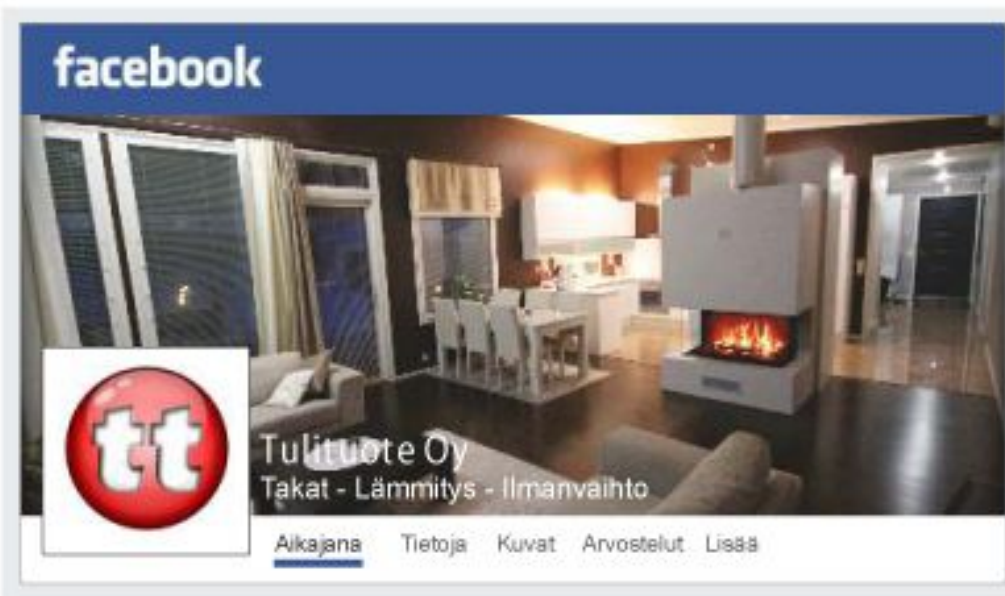 facebook
tt
Tulituote Oy
Takat - Lämmitys - Ilmanvaihto
Aikajana Tietoja Kuvat Arvostelut Lisää